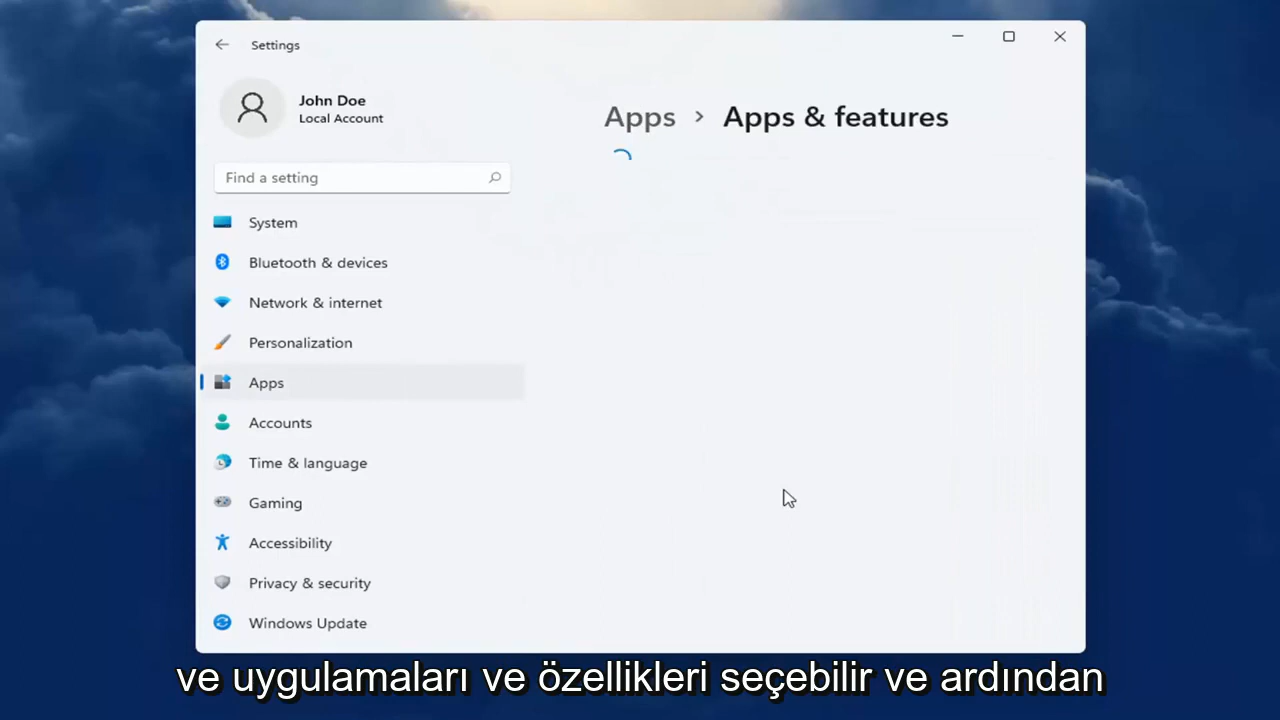 Settings
John Doe
Local Account
Find a setting
System
Bluetooth & devices
Network & internet
Personalization
Apps
Accounts
Time & language
Gaming
Accessibility
Privacy & security
Windows Update
Apps > Apps & features
ve uygulamaları ve özellikleri seçebilir ve ardından